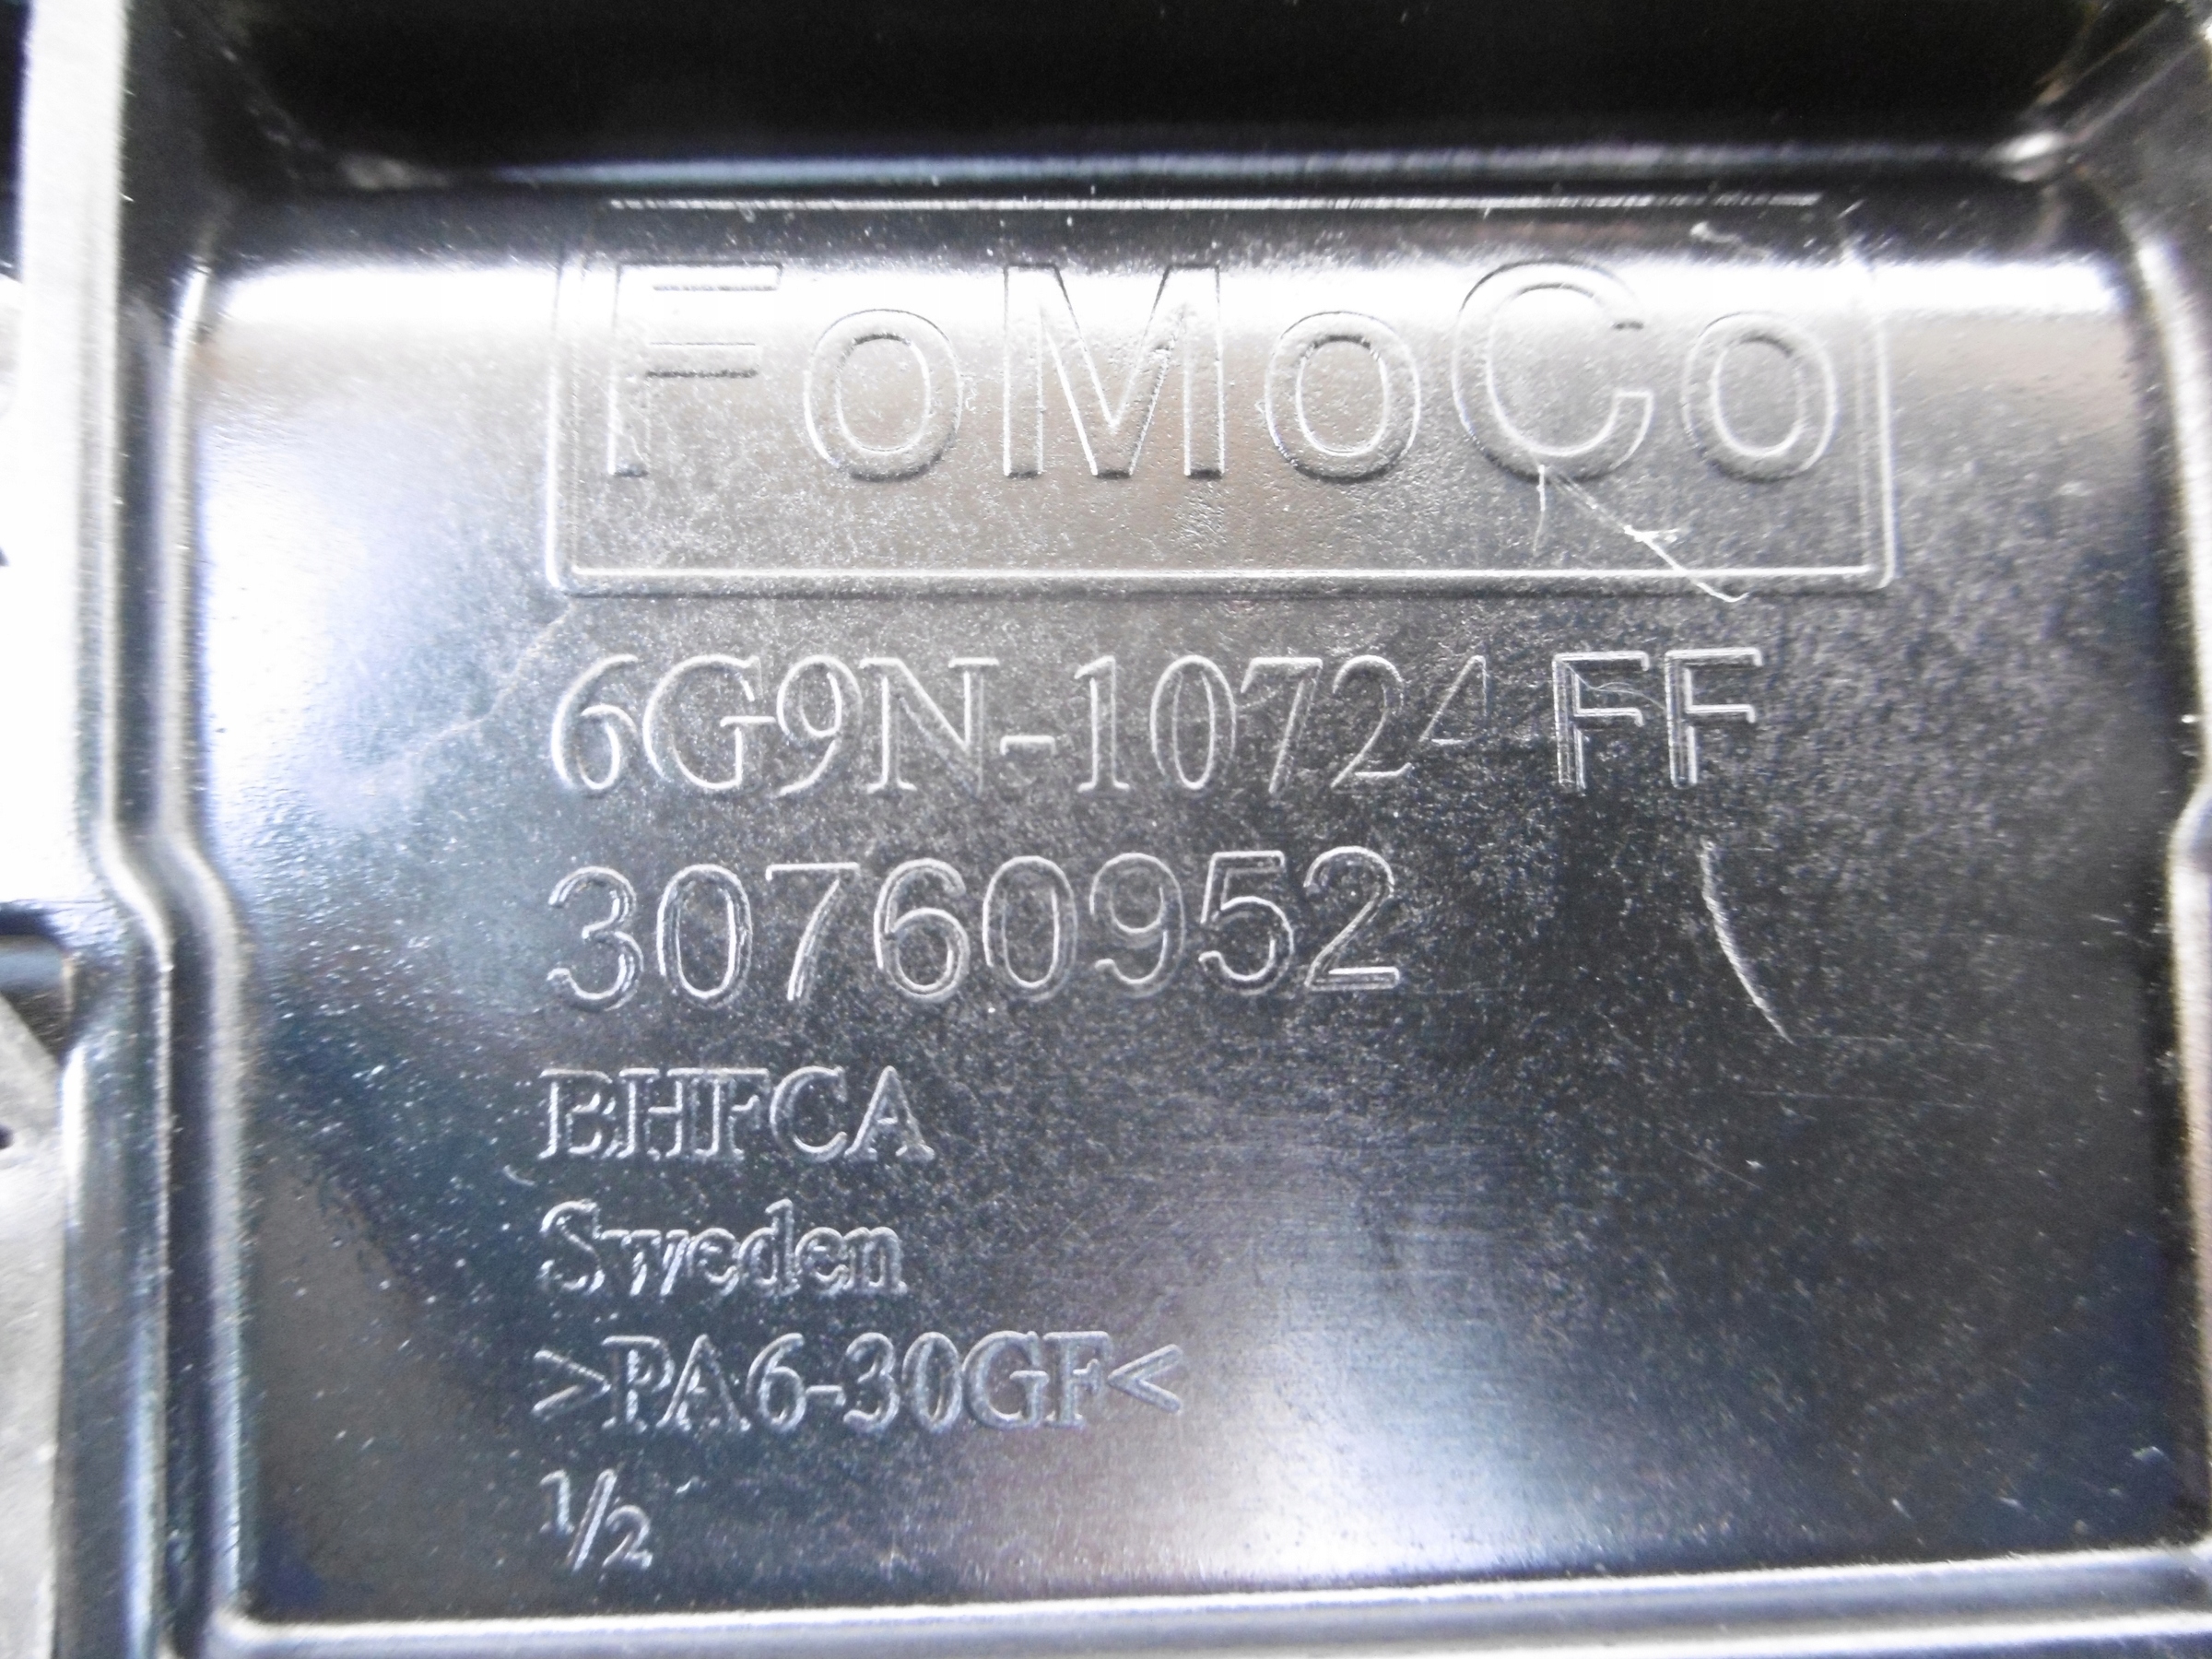 FoMoCo
6G9N-10724 FF
30760952
BHFCA
Sweden
>PA6-30GF<
1/2